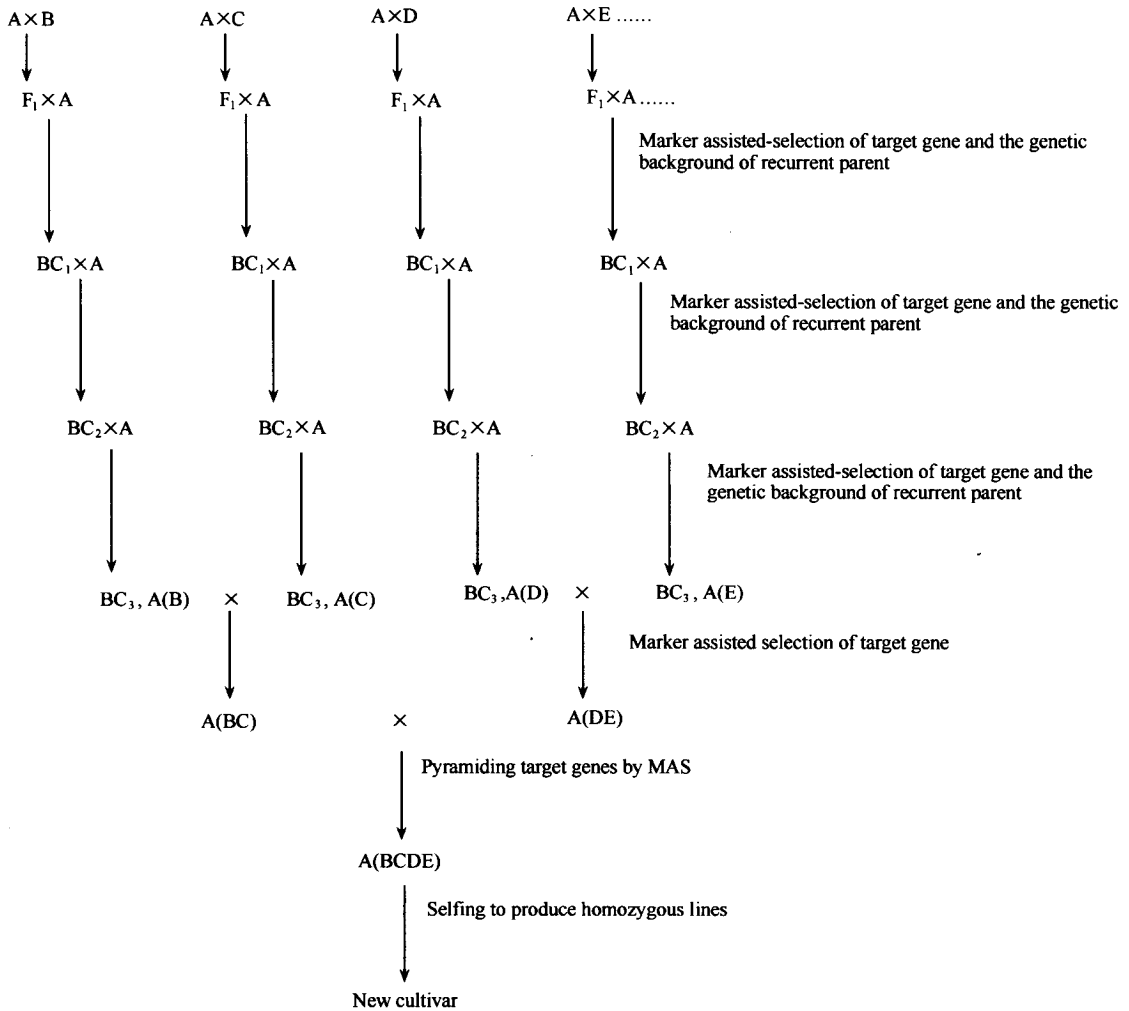 A×B A×C A×D A×E ......
F₁×A F₁×A F₁×A F₁×A......
Marker assisted-selection of target gene and the genetic
background of recurrent parent
BC₁×A BC₁×A BC₁×A BC₁×A
Marker assisted-selection of target gene and the genetic
background of recurrent parent
BC₂×A BC₂×A BC₂×A BC₂×A
Marker assisted-selection of target gene and the
genetic background of recurrent parent
BC₃, A(B) × BC₃, A(C) BC₃,A(D) × BC₃, A(E)
Marker assisted selection of target gene
A(BC) × A(DE)
Pyramiding target genes by MAS
A(BCDE)
Selfing to produce homozygous lines
New cultivar